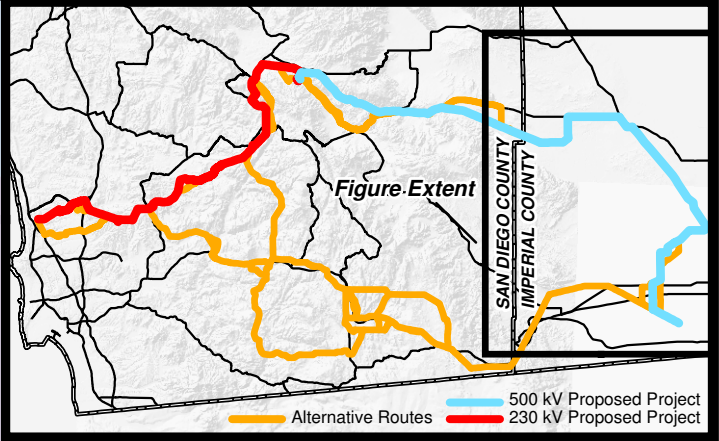 Figure Extent
SAN DIEGO COUNTY
IMPERIAL COUNTY
500 kV Proposed Project
Alternative Routes
230 kV Proposed Project